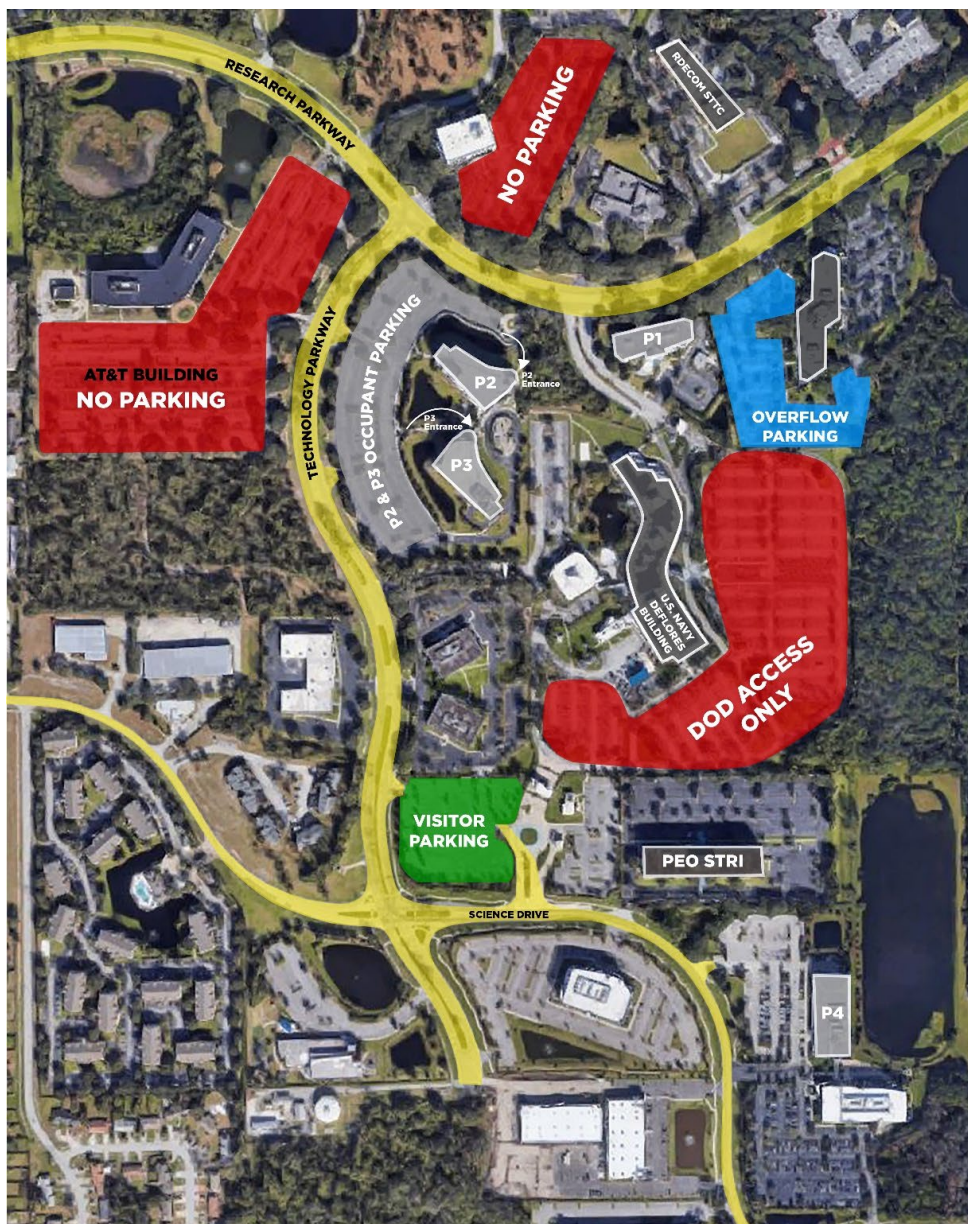 RESEARCH PARKWAY
NO PARKING
RDECOM STTC
TECHNOLOGY PARKWAY
P2 & P3 OCCUPANT PARKING
P1
P2
P2
Entrance
P3
Entrance
P3
AT&T BUILDING
NO PARKING
OVERFLOW
PARKING
U.S. NAVY
DEFLORES
BUILDING
DOD ACCESS
ONLY
VISITOR
PARKING
PEO STRI
SCIENCE DRIVE
P4